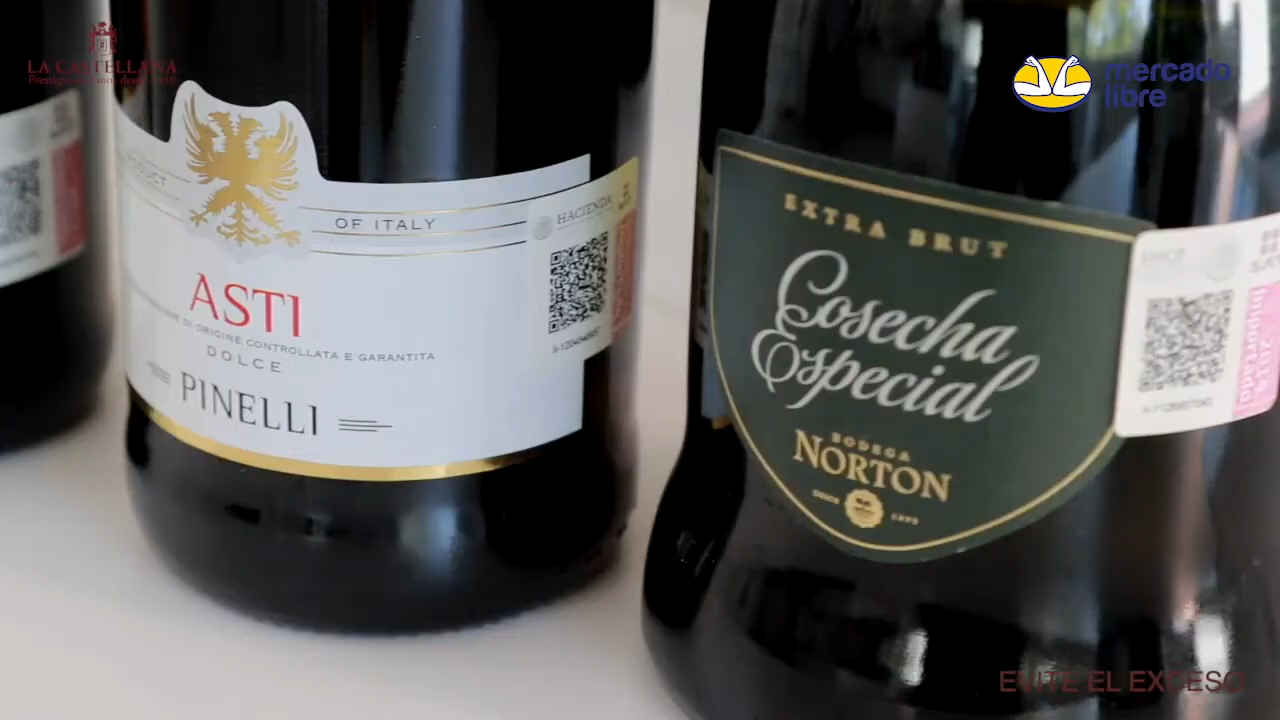 LA CASTELLANA
mercado
libre
OF ITALY
ASTI
DI ORIGINE CONTROLLATA E GARANTITA
DOLCE
PINELLI
HACIENDA
EXTRA BRUT
Cosecha
Especial
BODEGA
NORTON
Importado
EVITE EL EXCESO